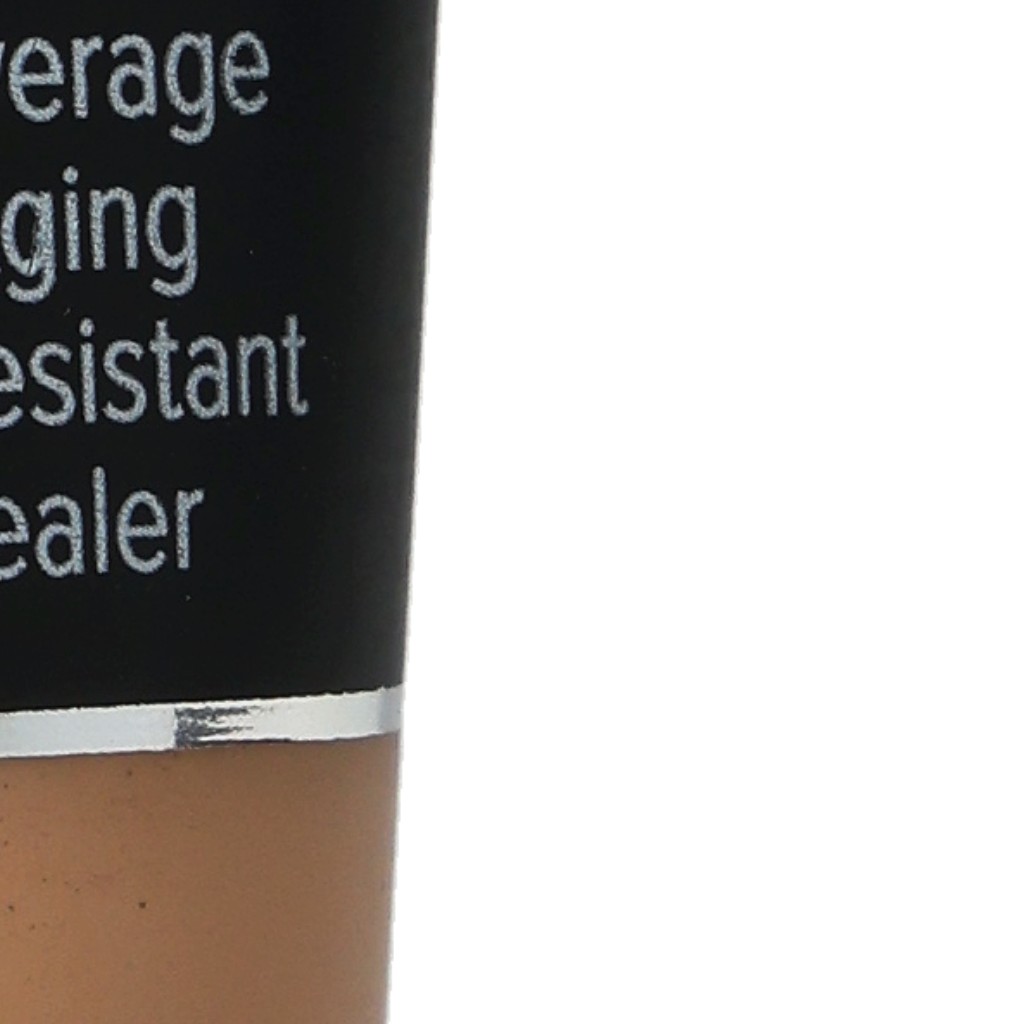 verage
ging
esistant
ealer